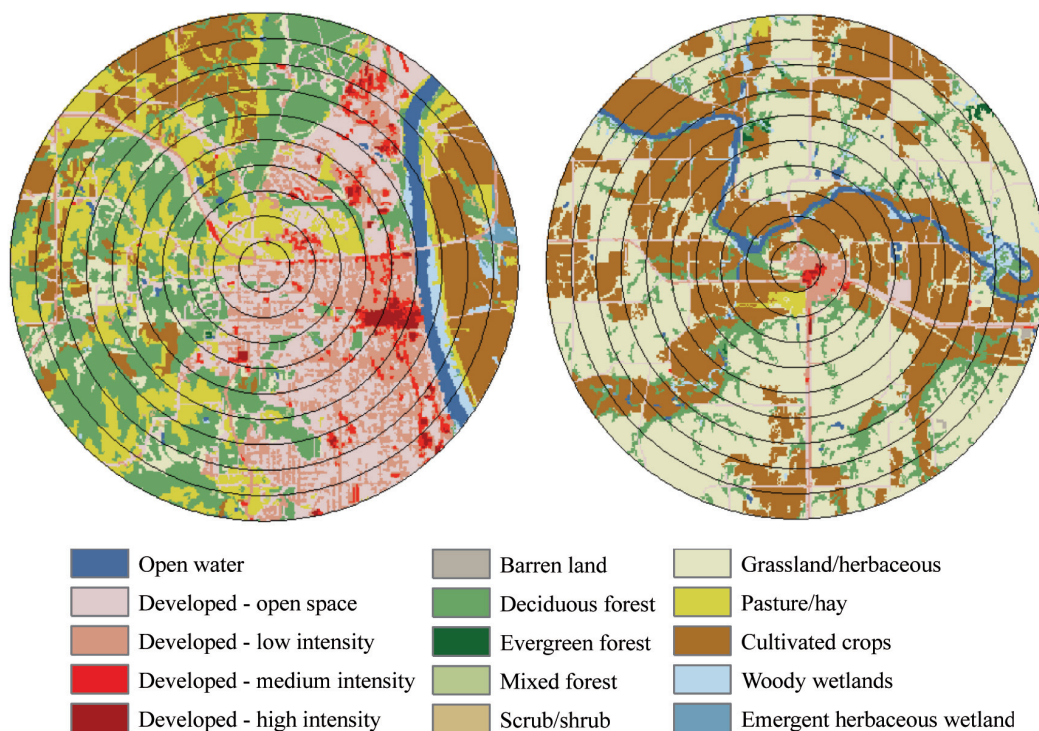 Open water
Developed - open space
Developed - low intensity
Developed - medium intensity
Developed - high intensity
Barren land
Deciduous forest
Evergreen forest
Mixed forest
Scrub/shrub
Grassland/herbaceous
Pasture/hay
Cultivated crops
Woody wetlands
Emergent herbaceous wetland